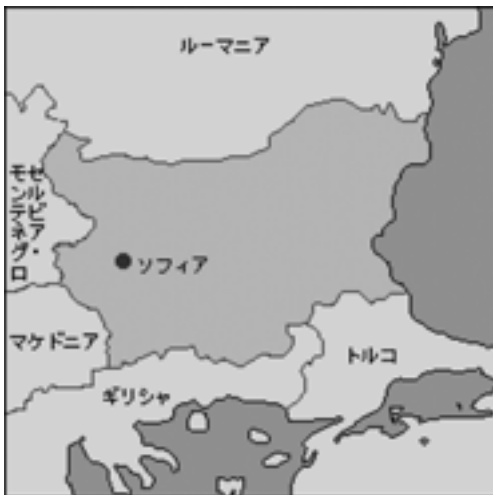 ルーマニア
セルビア・
モンテネグロ
ソフィア
マケドニア
トルコ
ギリシャ